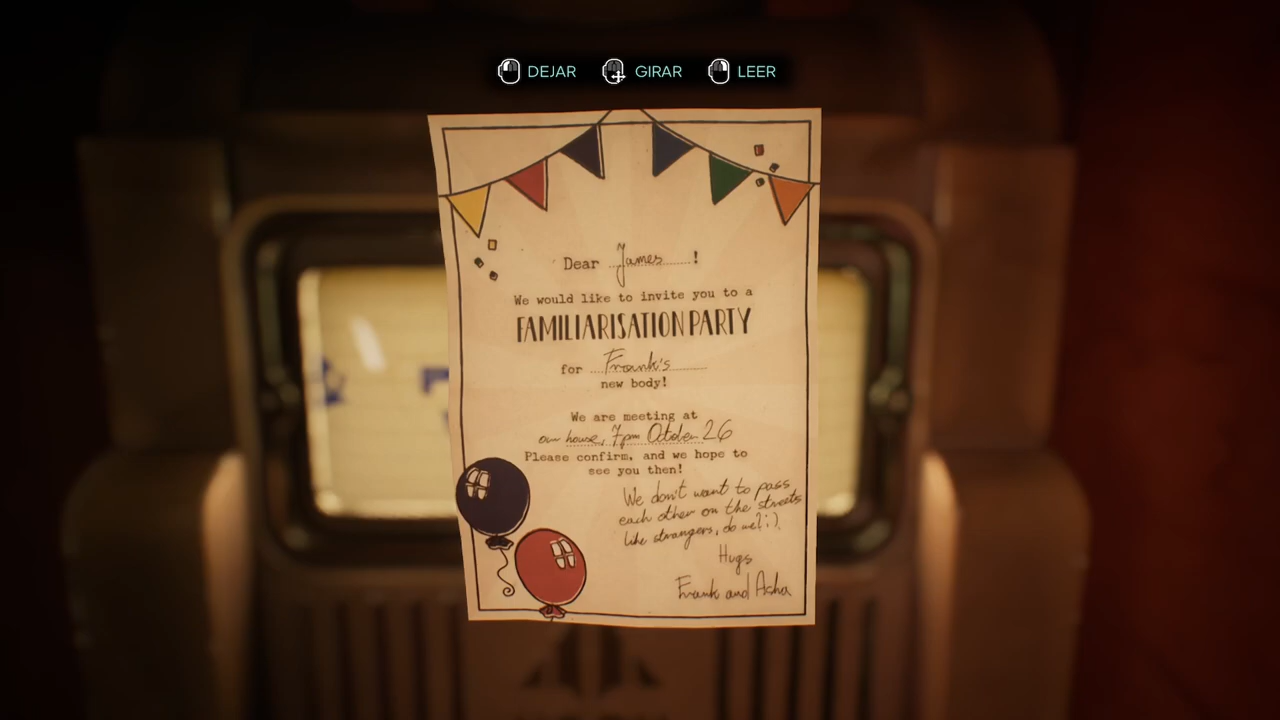 DEJAR GIRAR LEER
Dear James !
We would like to invite you to a
FAMILIARISATION PARTY
for Frank's
new body!
We are meeting at
our house, 7pm October 26
Please confirm, and we hope to
see you then!
We don't want to pass
each other on the streets
like strangers, do we? :)
Hugs
Frank and Asha